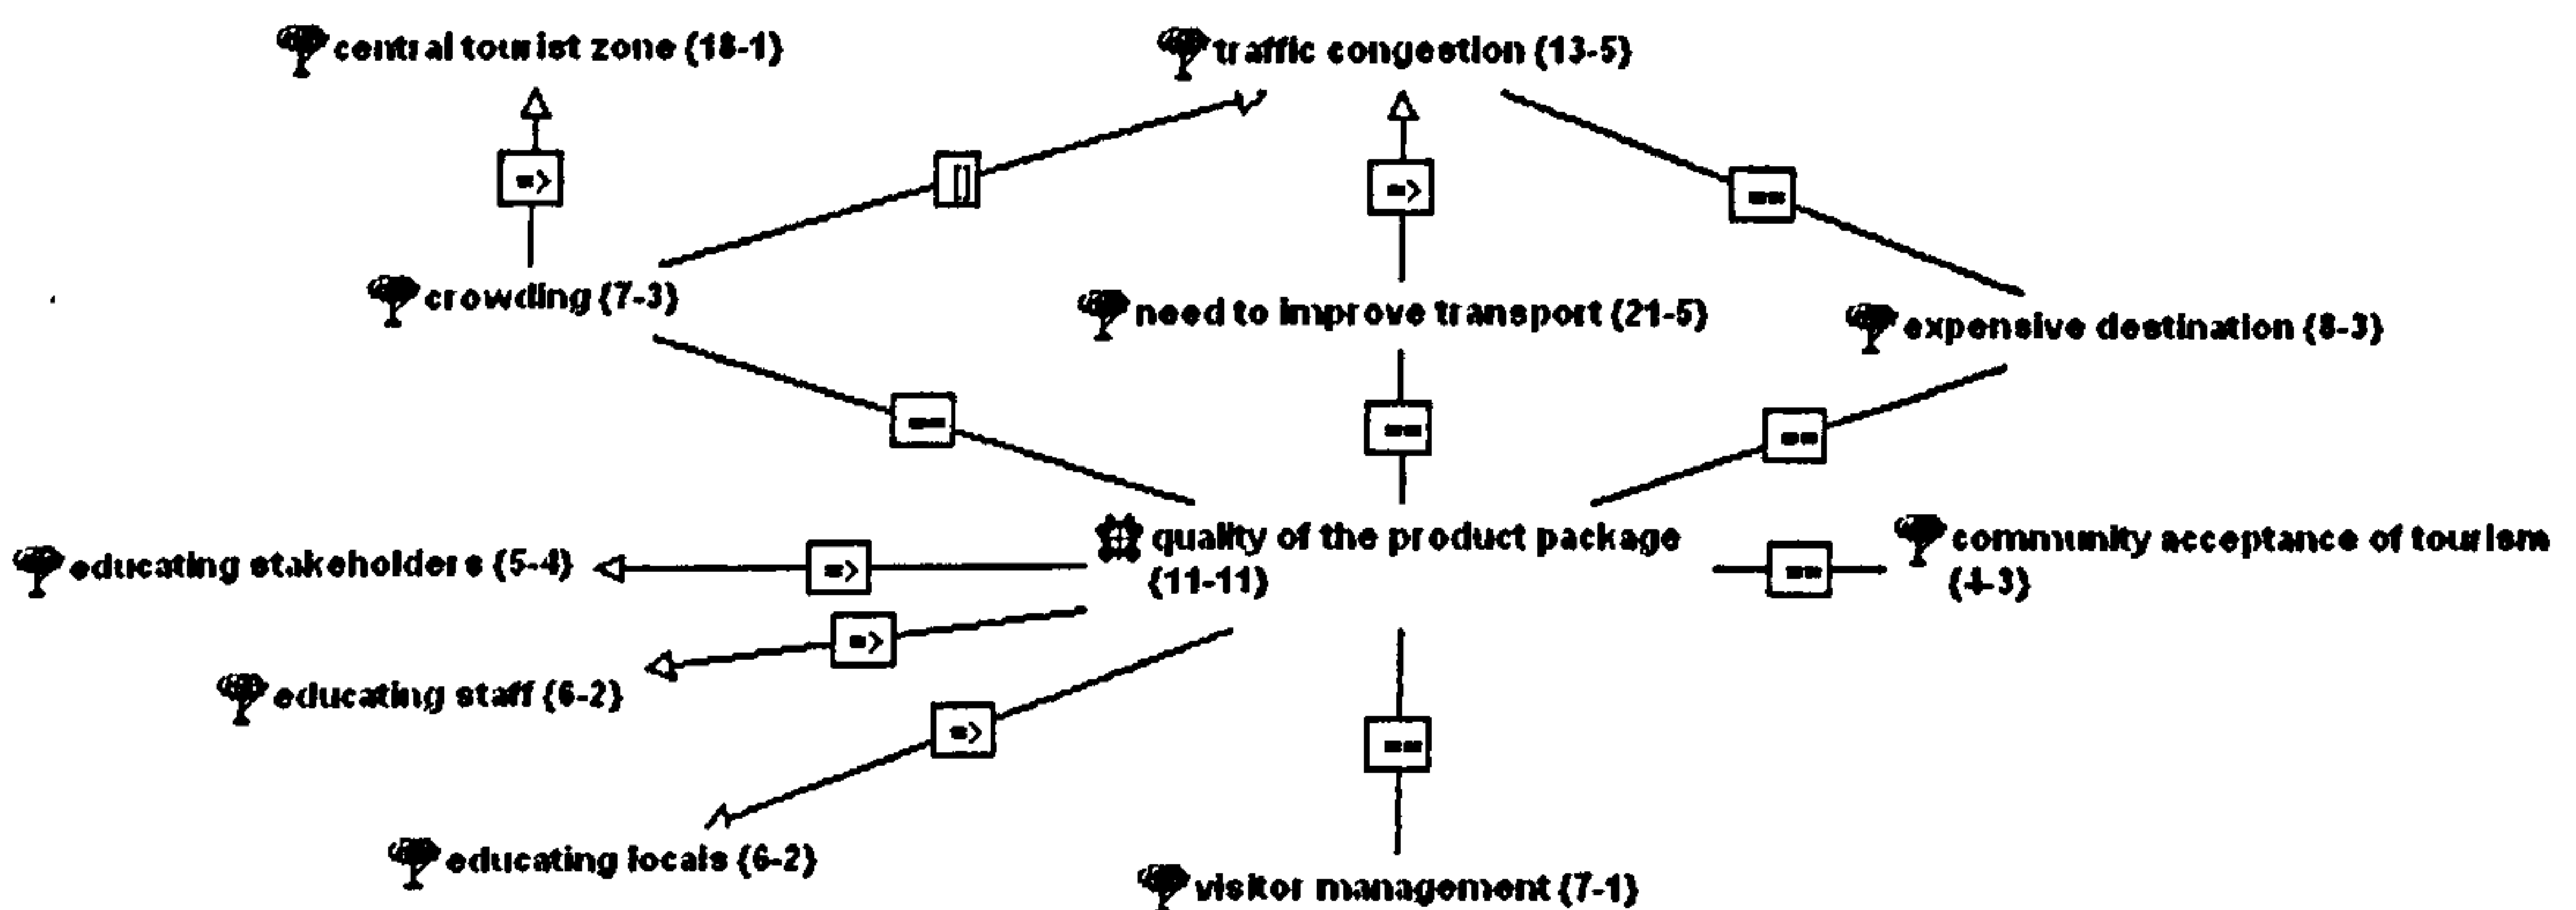 central tourist zone {18-1}
traffic congestion {13-5}
=>
[]
=>
==
crowding {7-3}
need to improve transport {21-5}
expensive destination {8-3}
==
==
==
quality of the product package
{11-11}
community acceptance of tourism
{4-3}
educating stakeholders {5-4}
=>
==
=>
educating staff {6-2}
=>
==
educating locals {6-2}
visitor management {7-1}